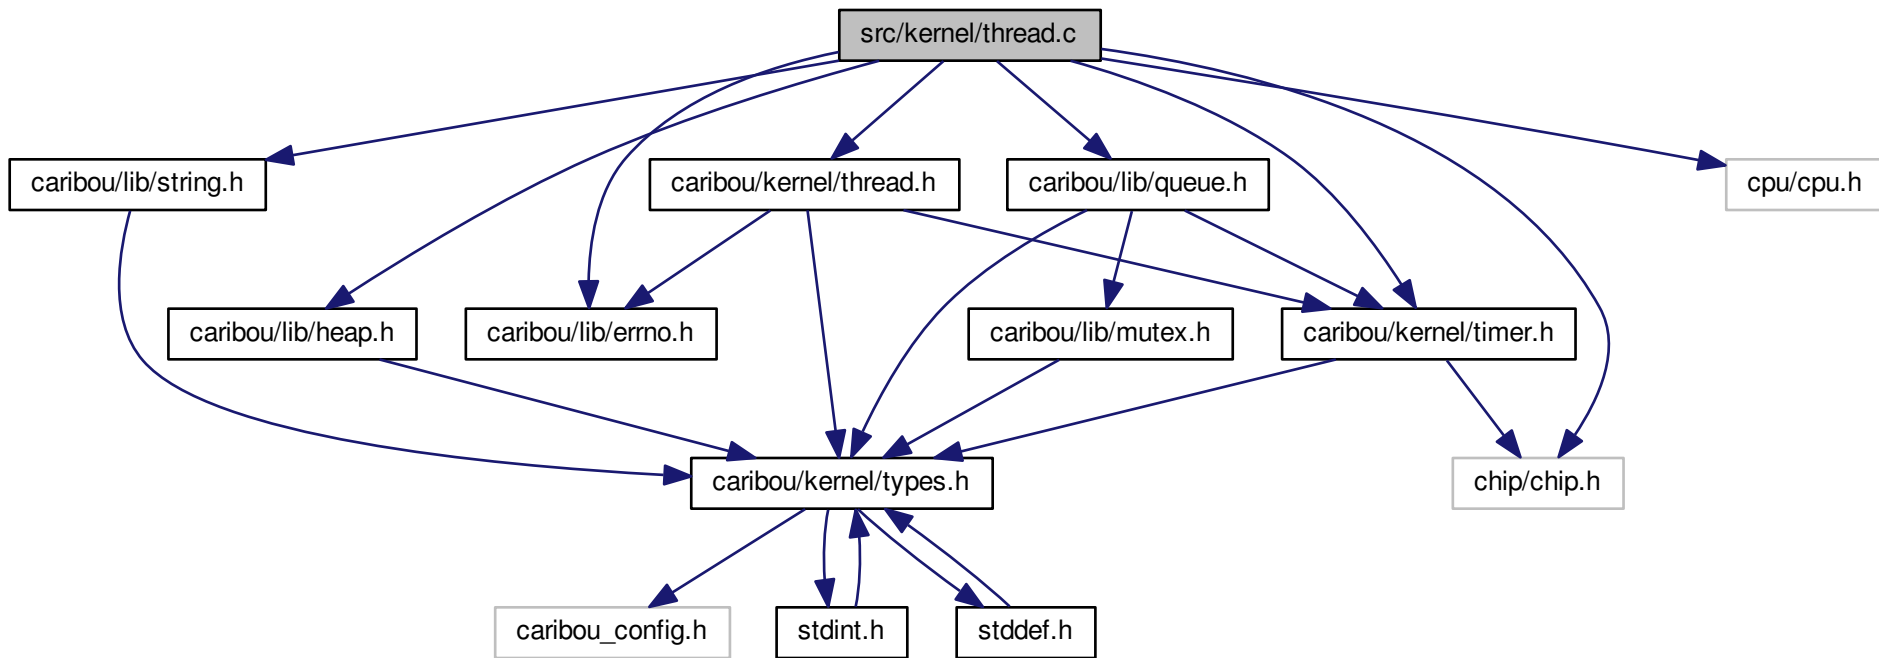 src/kernel/thread.c
caribou/lib/string.h
caribou/kernel/thread.h
caribou/lib/queue.h
cpu/cpu.h
caribou/lib/heap.h
caribou/lib/errno.h
caribou/lib/mutex.h
caribou/kernel/timer.h
caribou/kernel/types.h
chip/chip.h
caribou_config.h
stdint.h
stddef.h